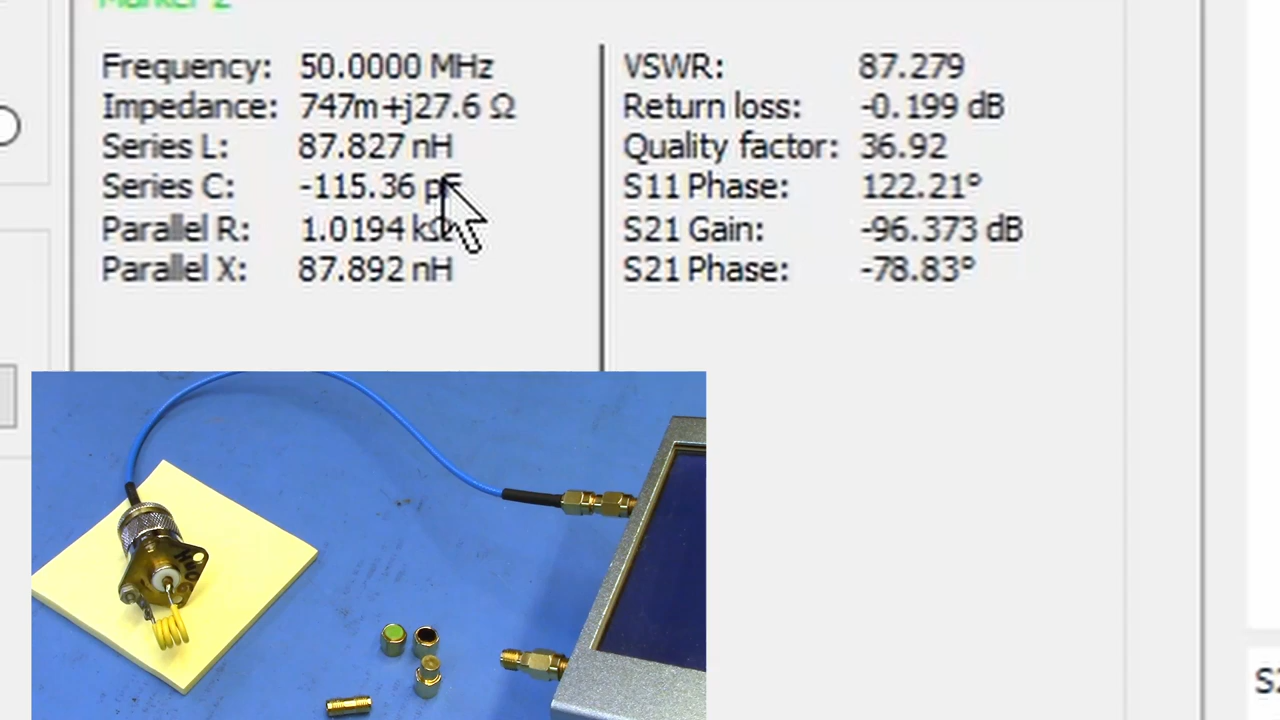 Marker 2
Frequency: 50.0000 MHz
Impedance: 747m+j27.6 Ω
Series L: 87.827 nH
Series C: -115.36 pF
Parallel R: 1.0194 kΩ
Parallel X: 87.892 nH
VSWR: 87.279
Return loss: -0.199 dB
Quality factor: 36.92
S11 Phase: 122.21°
S21 Gain: -96.373 dB
S21 Phase: -78.83°